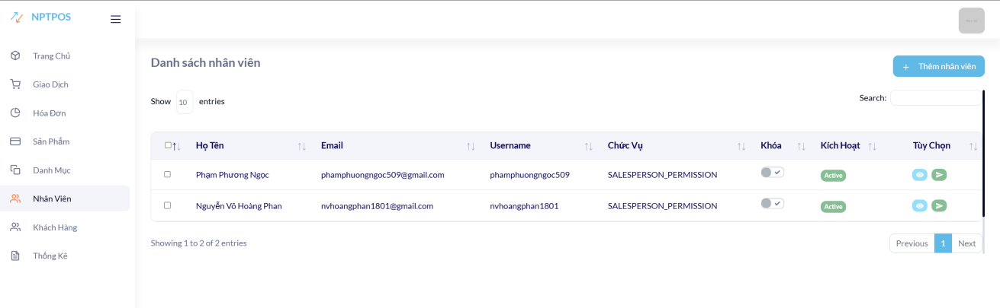 NPTPOS
Trang Chủ
Giao Dịch
Hóa Đơn
Sản Phẩm
Danh Mục
Nhân Viên
Khách Hàng
Thống Kê
Danh sách nhân viên
Thêm nhân viên
Show 10 entries
Search:
Họ Tên Email Username Chức Vụ Khóa Kích Hoạt Tùy Chọn
Phạm Phương Ngọc phamphuongngoc509@gmail.com phamphuongngoc509 SALESPERSON_PERMISSION Active
Nguyễn Võ Hoàng Phan nvhoangphan1801@gmail.com nvhoangphan1801 SALESPERSON_PERMISSION Active
Showing 1 to 2 of 2 entries
Previous 1 Next